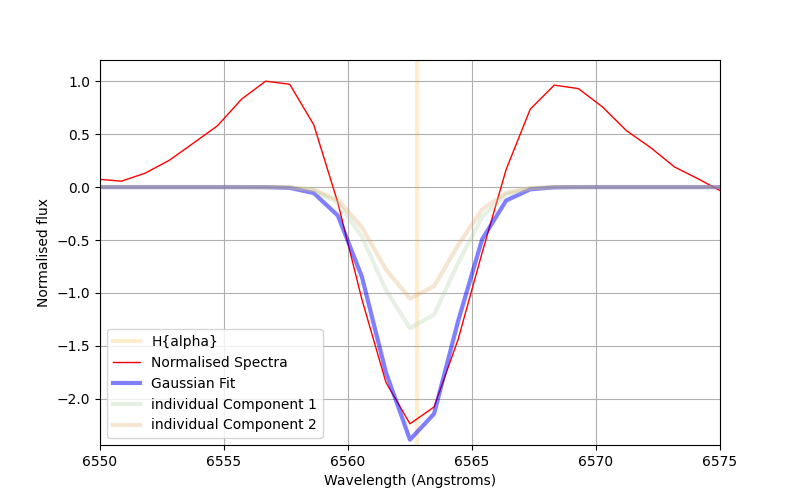 1.0
0.5
0.0
−0.5
−1.0
−1.5
−2.0
Normalised flux
H{alpha}
Normalised Spectra
Gaussian Fit
individual Component 1
individual Component 2
6550 6555 6560 6565 6570 6575
Wavelength (Angstroms)